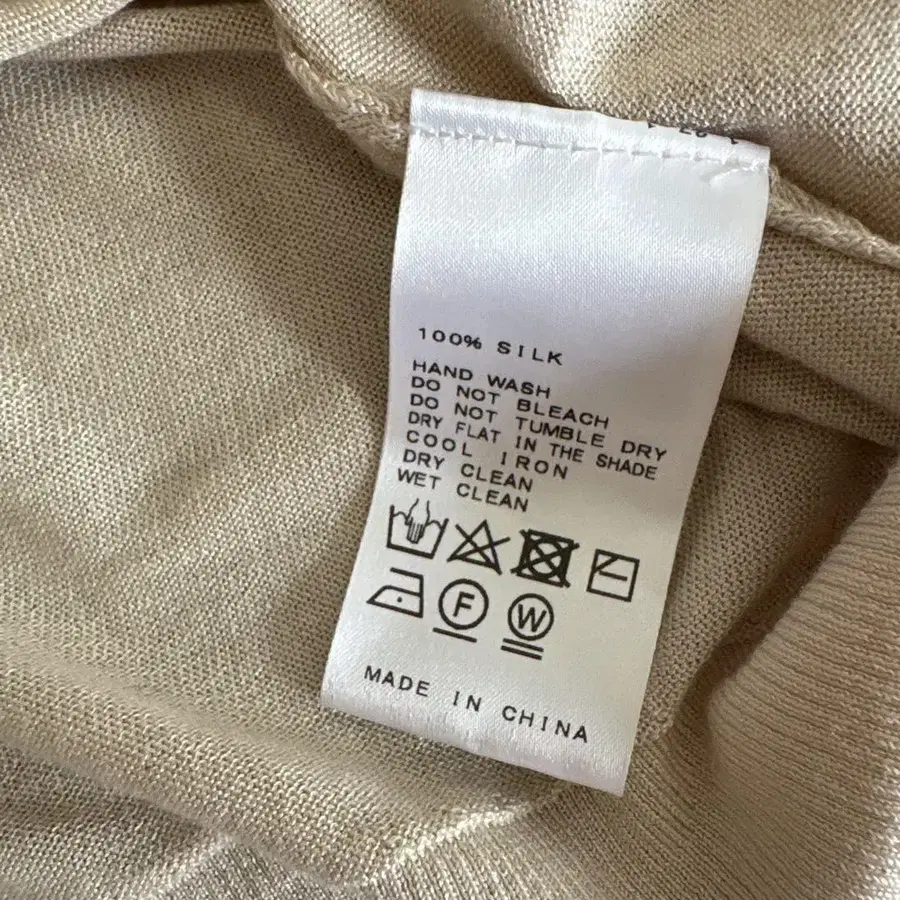 100% SILK
HAND WASH
DO NOT BLEACH
DO NOT TUMBLE DRY
DRY FLAT IN THE SHADE
COOL IRON
DRY CLEAN
WET CLEAN
F W
MADE IN CHINA